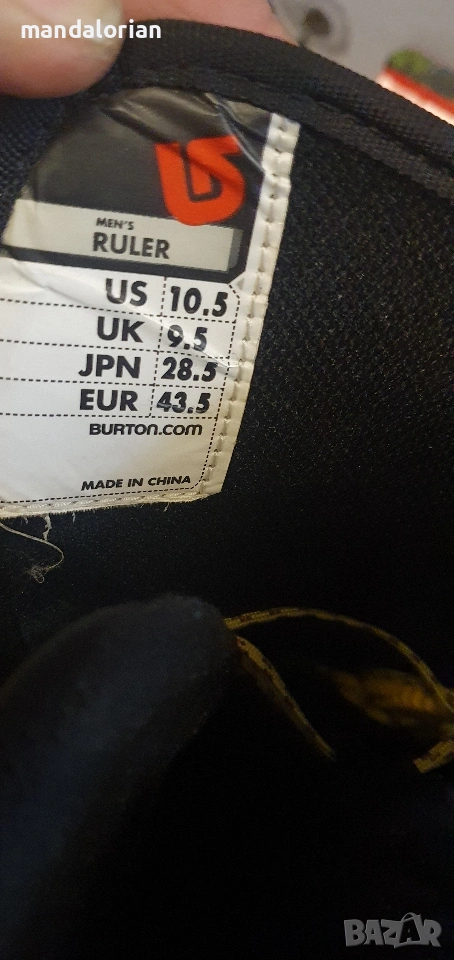 mandalorian
MEN'S
RULER
US 10.5
UK 9.5
JPN 28.5
EUR 43.5
BURTON.COM
MADE IN CHINA
BAZAR